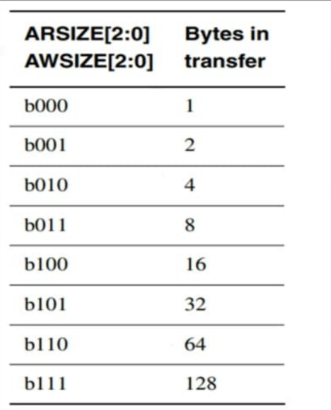 ARSIZE[2:0] Bytes in
AWSIZE[2:0] transfer
b000 1
b001 2
b010 4
b011 8
b100 16
b101 32
b110 64
b111 128